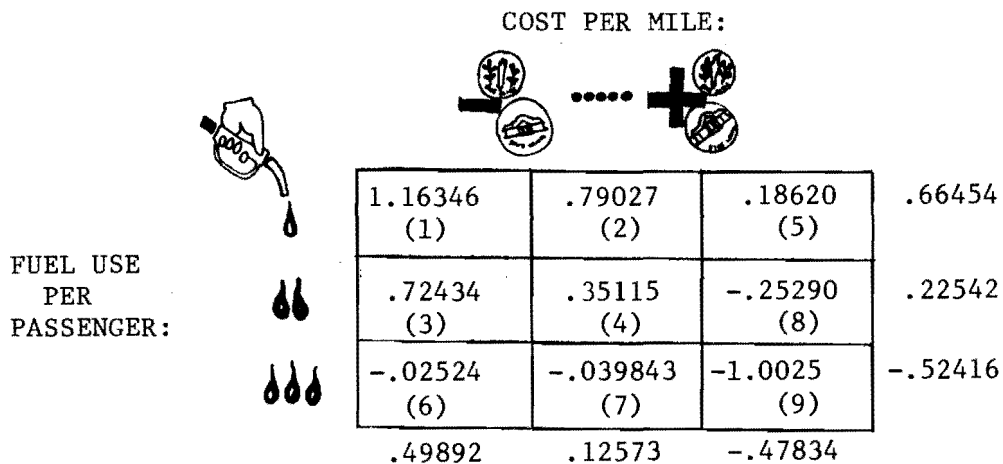 COST PER MILE:
1.16346 .79027 .18620 .66454
(1) (2) (5)
FUEL USE
PER
PASSENGER:
.72434 .35115 -.25290 .22542
(3) (4) (8)
-.02524 -.039843 -1.0025 -.52416
(6) (7) (9)
.49892 .12573 -.47834